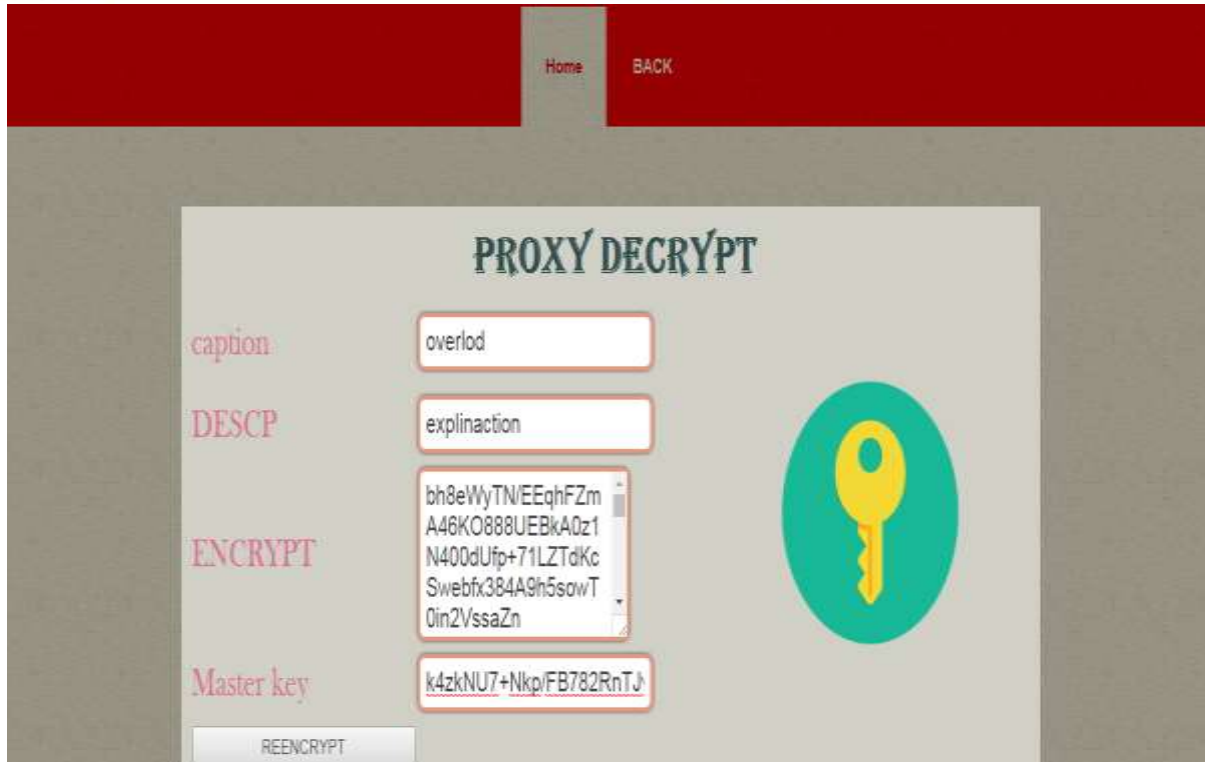 Home BACK
PROXY DECRYPT
caption overlod
DESCP explinaction
ENCRYPT
bh8eWyTN/EEqhFZm
A46KO888UEBkA0z1
N400dUfp+71LZTdKc
Swebfx384A9h5sowT
0in2VssaZn
Master key k4zkNU7+Nkp/FB782RnTJ
REENCRYPT